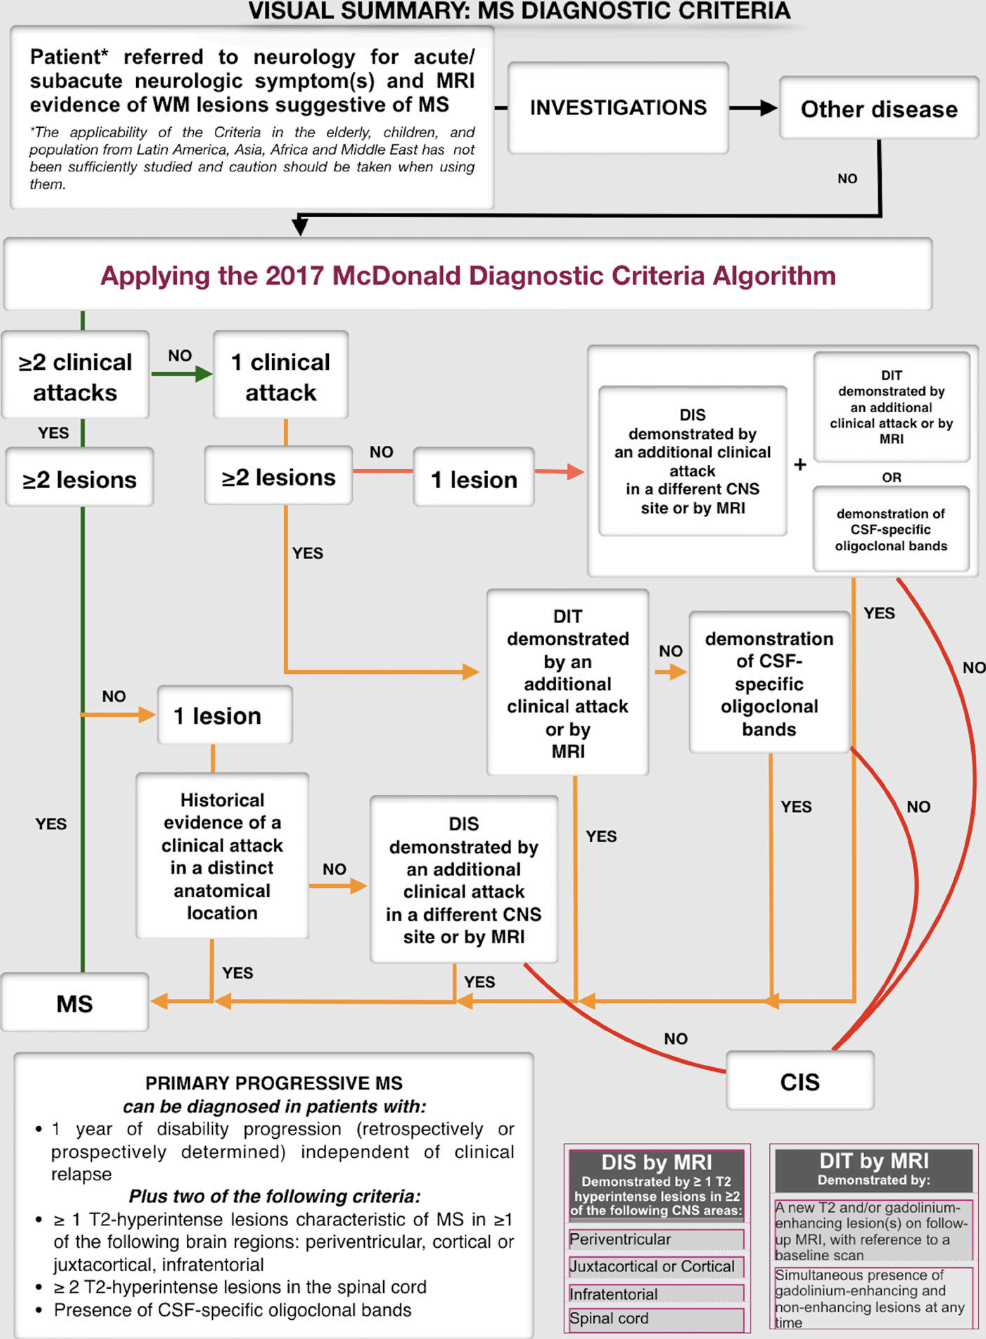 VISUAL SUMMARY: MS DIAGNOSTIC CRITERIA
Patient* referred to neurology for acute/
subacute neurologic symptom(s) and MRI
evidence of WM lesions suggestive of MS
*The applicability of the Criteria in the elderly, children, and
population from Latin America, Asia, Africa and Middle East has not
been sufficiently studied and caution should be taken when using
them.
INVESTIGATIONS
Other disease
NO
Applying the 2017 McDonald Diagnostic Criteria Algorithm
≥2 clinical
attacks
NO
1 clinical
attack
YES
≥2 lesions
≥2 lesions
NO
1 lesion
DIS
demonstrated by
an additional clinical
attack
in a different CNS
site or by MRI
+
DIT
demonstrated by
an additional
clinical attack or by
MRI
OR
demonstration of
CSF-specific
oligoclonal bands
YES
YES
NO
DIT
demonstrated
by an
additional
clinical attack
or by
MRI
NO
demonstration
of CSF-
specific
oligoclonal
bands
NO
1 lesion
YES
Historical
evidence of a
clinical attack
in a distinct
anatomical
location
NO
DIS
demonstrated by
an additional
clinical attack
in a different CNS
site or by MRI
YES
YES
NO
YES
YES
MS
NO
CIS
PRIMARY PROGRESSIVE MS
can be diagnosed in patients with:
• 1 year of disability progression (retrospectively or
prospectively determined) independent of clinical
relapse
Plus two of the following criteria:
• ≥ 1 T2-hyperintense lesions characteristic of MS in ≥1
of the following brain regions: periventricular, cortical or
juxtacortical, infratentorial
• ≥ 2 T2-hyperintense lesions in the spinal cord
• Presence of CSF-specific oligoclonal bands
DIS by MRI
Demonstrated by ≥ 1 T2
hyperintense lesions in ≥2
of the following CNS areas:
Periventricular
Juxtacortical or Cortical
Infratentorial
Spinal cord
DIT by MRI
Demonstrated by:
A new T2 and/or gadolinium-
enhancing lesion(s) on follow-
up MRI, with reference to a
baseline scan
Simultaneous presence of
gadolinium-enhancing and
non-enhancing lesions at any
time